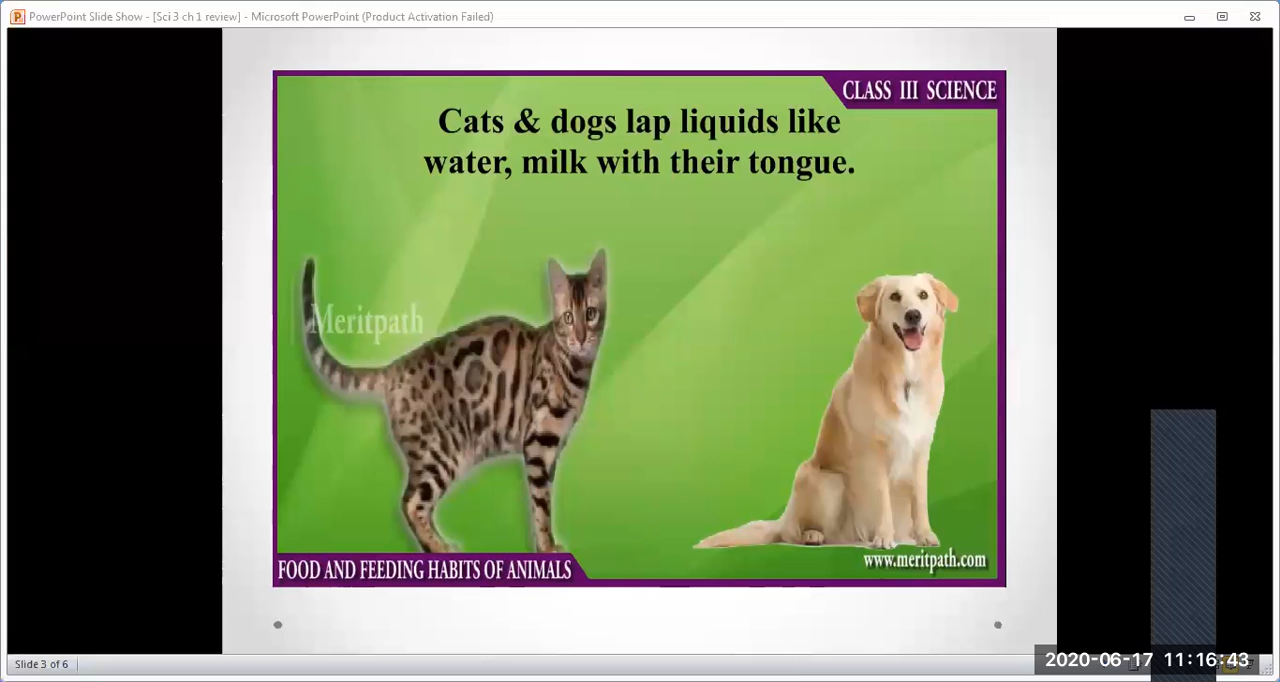 PowerPoint Slide Show - [Sci 3 ch 1 review] - Microsoft PowerPoint (Product Activation Failed)
CLASS III SCIENCE
Cats & dogs lap liquids like
water, milk with their tongue.
Meritpath
www.meritpath.com
FOOD AND FEEDING HABITS OF ANIMALS
Slide 3 of 6
2020-06-17 11:16:43